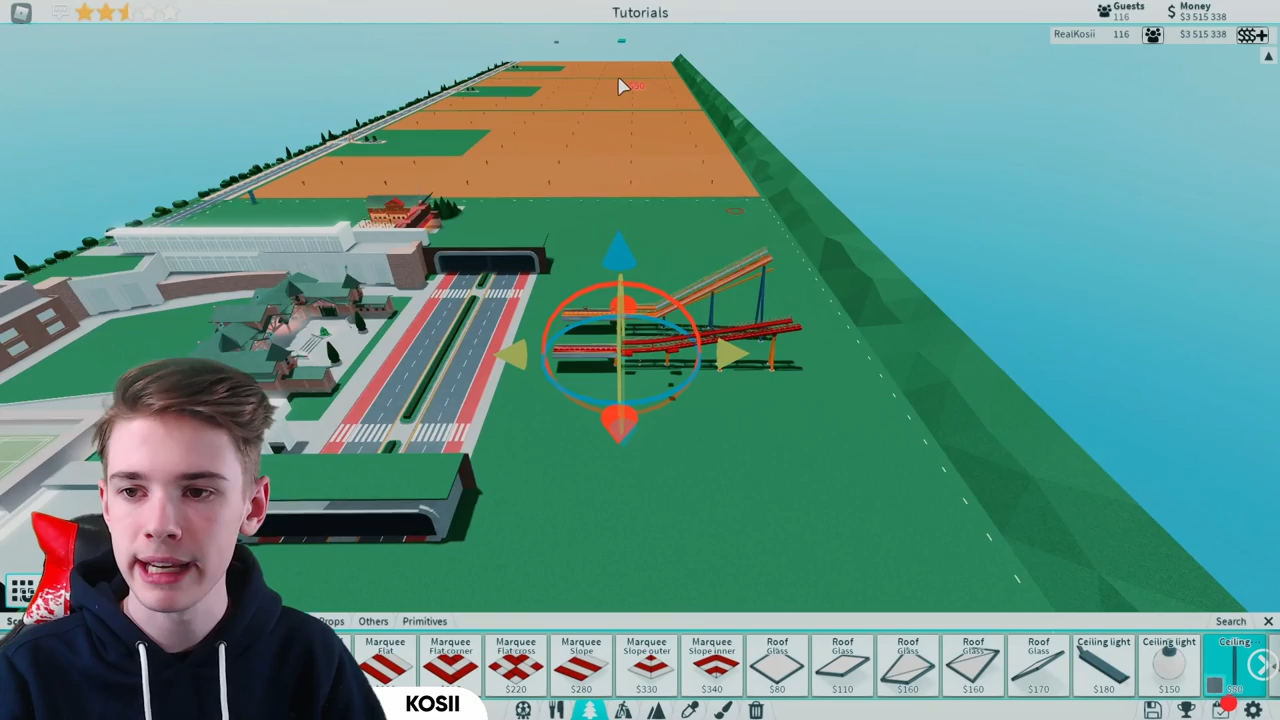 Tutorials
Guests
116
Money
$3 515 338
RealKosii 116 $3 515 338 $$$+
$50
Props Others Primitives
Search ✕
Marquee Flat
Marquee Flat corner
Marquee Flat cross
$220
Marquee Slope
$280
Marquee Slope outer
$330
Marquee Slope inner
$340
Roof Glass
$80
Roof Glass
$110
Roof Glass
$160
Roof Glass
$160
Roof Glass
$170
Ceiling light
$180
Ceiling light
$150
Ceiling
KOSII